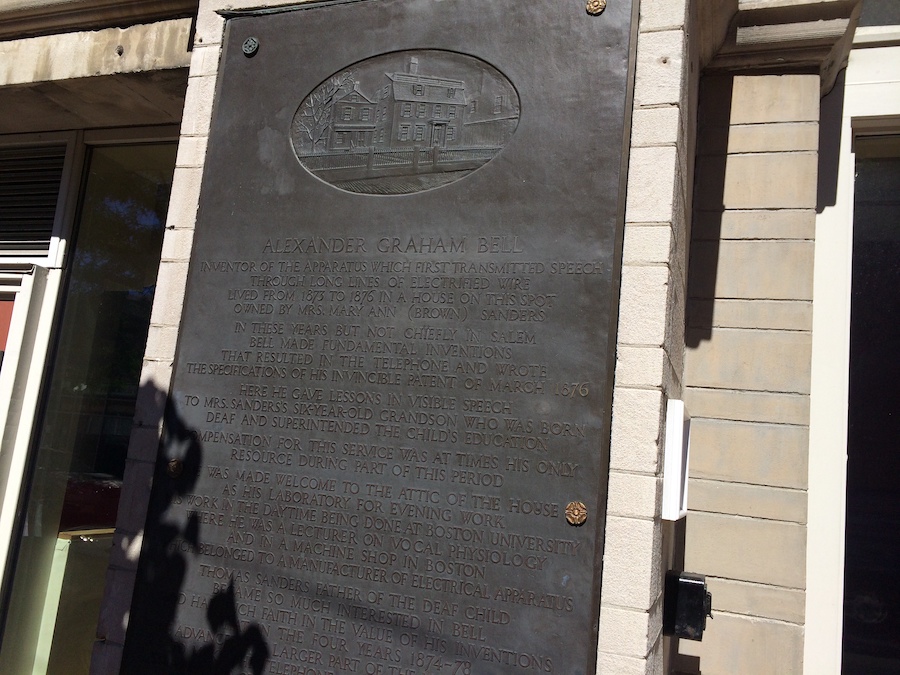 ALEXANDER GRAHAM BELL
INVENTOR OF THE APPARATUS WHICH FIRST TRANSMITTED SPEECH
THROUGH LONG LINES OF ELECTRIFIED WIRE
LIVED FROM 1873 TO 1876 IN A HOUSE ON THIS SPOT
OWNED BY MRS. MARY ANN (BROWN) SANDERS
IN THESE YEARS BUT NOT CHIEFLY IN SALEM
BELL MADE FUNDAMENTAL INVENTIONS
THAT RESULTED IN THE TELEPHONE AND WROTE
THE SPECIFICATIONS OF HIS INVINCIBLE PATENT OF MARCH 1876
HERE HE GAVE LESSONS IN VISIBLE SPEECH
TO MRS. SANDERS'S SIX-YEAR-OLD GRANDSON WHO WAS BORN
DEAF AND SUPERINTENDED THE CHILD'S EDUCATION
COMPENSATION FOR THIS SERVICE WAS AT TIMES HIS ONLY
RESOURCE DURING PART OF THIS PERIOD
WAS MADE WELCOME TO THE ATTIC OF THE HOUSE
AS HIS LABORATORY FOR EVENING WORK
WORK IN THE DAYTIME BEING DONE AT BOSTON UNIVERSITY
WHERE HE WAS A LECTURER ON VOCAL PHYSIOLOGY
AND IN A MACHINE SHOP IN BOSTON
BELONGED TO A MANUFACTURER OF ELECTRICAL APPARATUS
THOMAS SANDERS FATHER OF THE DEAF CHILD
BECAME SO MUCH INTERESTED IN BELL
AND HAD SUCH FAITH IN THE VALUE OF HIS INVENTIONS
ADVANCED IN THE FOUR YEARS 1874-78
LARGER PART OF THE